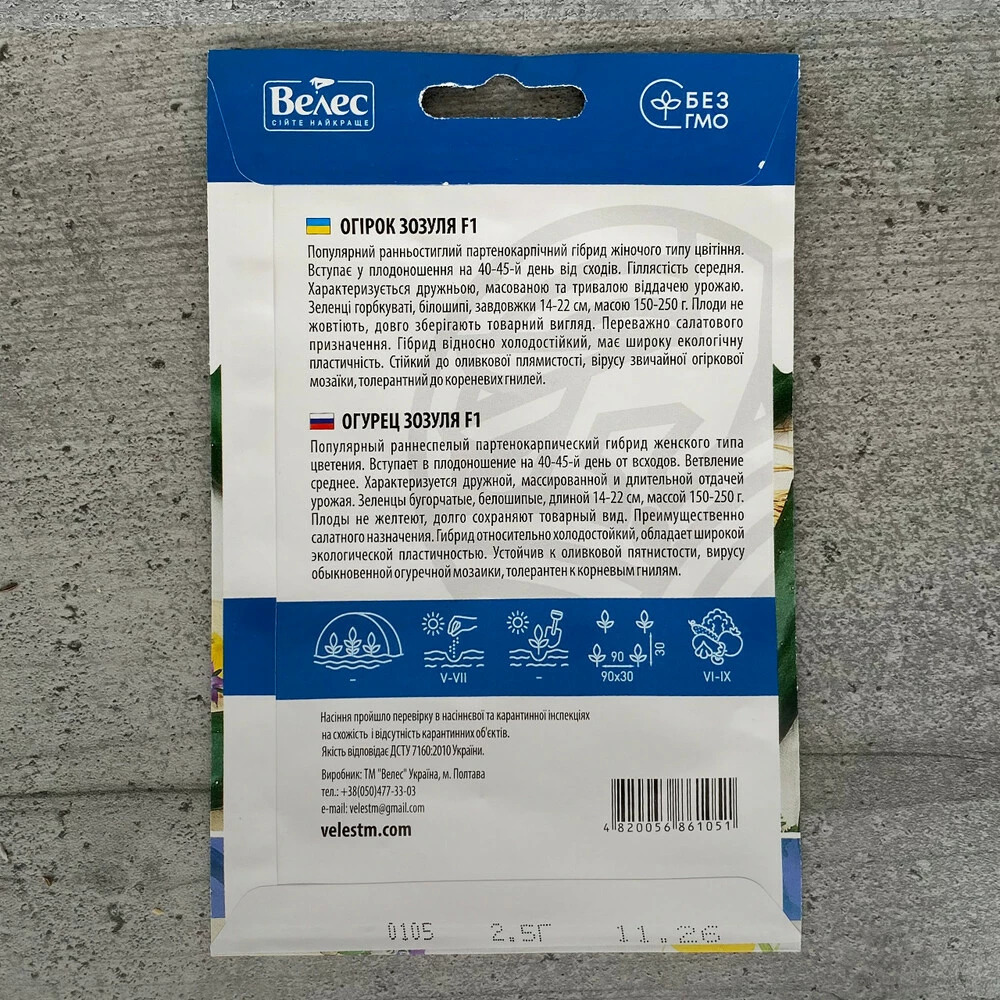 Велес
СІЙТЕ НАЙКРАЩЕ
БЕЗ
ГМО
ОГІРОК ЗОЗУЛЯ F1
Популярний ранньостиглий партенокарпічний гібрид жіночого типу цвітіння.
Вступає у плодоношення на 40-45-й день від сходів. Гіллястість середня.
Характеризується дружньою, масованою та тривалою віддачею урожаю.
Зеленці горбкуваті, білошипі, завдовжки 14-22 см, масою 150-250 г. Плоди не
жовтіють, довго зберігають товарний вигляд. Переважно салатового
призначення. Гібрид відносно холодостійкий, має широку екологічну
пластичність. Стійкий до оливкової плямистості, вірусу звичайної огіркової
мозаїки, толерантний до кореневих гнилей.
ОГУРЕЦ ЗОЗУЛЯ F1
Популярный раннеспелый партенокарпический гибрид женского типа
цветения. Вступает в плодоношение на 40-45-й день от всходов. Ветвление
среднее. Характеризуется дружной, массированной и длительной отдачей
урожая. Зеленцы бугорчатые, белошипые, длиной 14-22 см, массой 150-250 г.
Плоды не желтеют, долго сохраняют товарный вид. Преимущественно
салатного назначения. Гибрид относительно холодостойкий, обладает широкой
экологической пластичностью. Устойчив к оливковой пятнистости, вирусу
обыкновенной огуречной мозаики, толерантен к корневым гнилям.
90
30
– V-VII – 90x30 VI-IX
Насіння пройшло перевірку в насіннєвої та карантинної інспекціях
на схожість і відсутність карантинних об'єктів.
Якість відповідає ДСТУ 7160:2010 України.
Виробник: ТМ "Велес" Україна, м. Полтава
тел.: +38(050)477-33-03
e-mail: velestm@gmail.com
velestm.com
4 820056 861051
0105 2.5Г 11.26